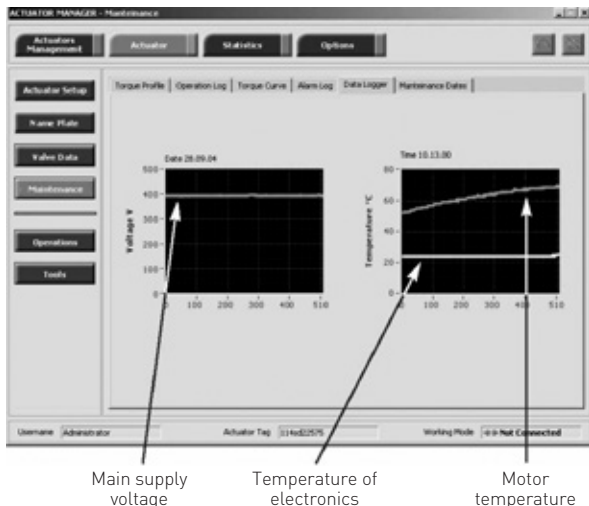 ACTUATOR MANAGER - Maintenance
Actuators Management
Actuator
Statistics
Options
Actuator Setup
Name Plate
Valve Data
Maintenance
Operations
Tools
Torque Profile | Operation Log | Torque Curve | Alarm Log | Data Logger | Mantenance Dates
Date 28.09.04
Voltage V
500
400
300
200
100
0
0 100 200 300 400 510
Time 10.13.00
Temperature °C
80
60
40
20
0
0 100 200 300 400 510
Username Administrator
Actuator Tag
Working Mode Not Connected
Main supply voltage
Temperature of electronics
Motor temperature